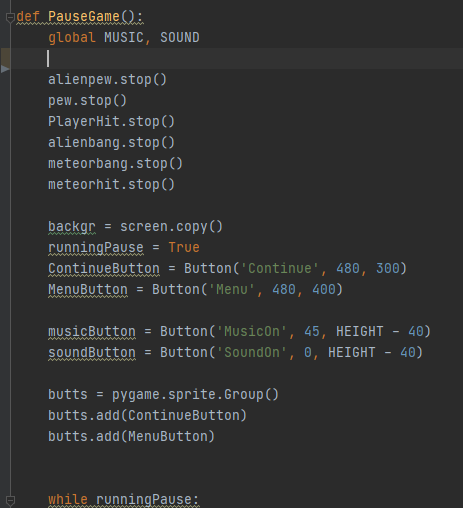 def PauseGame():
    global MUSIC, SOUND
    alienpew.stop()
    pew.stop()
    PlayerHit.stop()
    alienbang.stop()
    meteorbang.stop()
    meteorhit.stop()
    backgr = screen.copy()
    runningPause = True
    ContinueButton = Button('Continue', 480, 300)
    MenuButton = Button('Menu', 480, 400)
    musicButton = Button('MusicOn', 45, HEIGHT - 40)
    soundButton = Button('SoundOn', 0, HEIGHT - 40)
    butts = pygame.sprite.Group()
    butts.add(ContinueButton)
    butts.add(MenuButton)
    while runningPause: